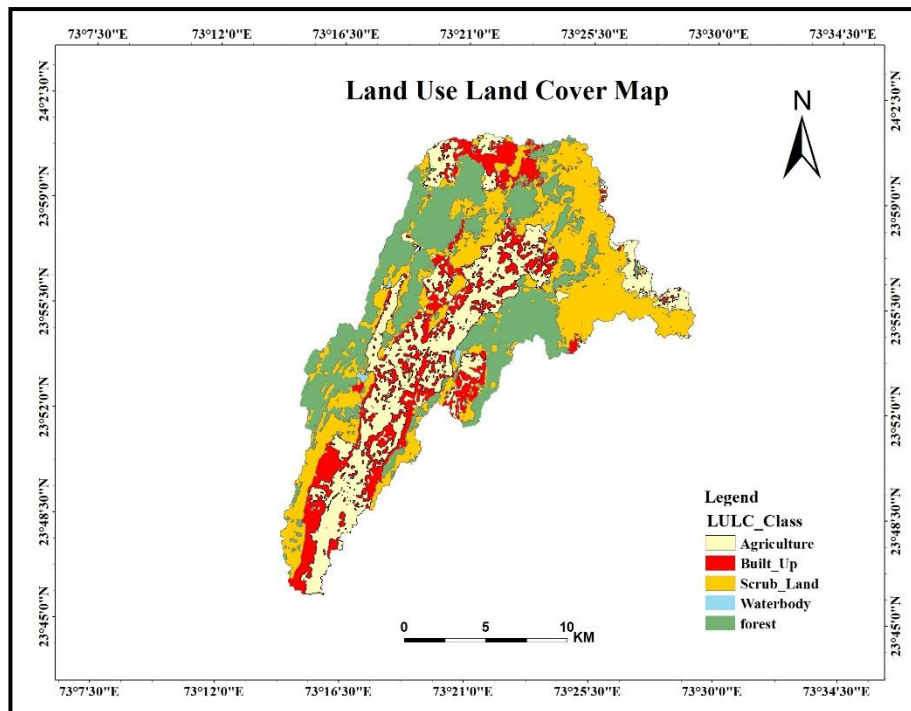 73°7'30"E 73°12'0"E 73°16'30"E 73°21'0"E 73°25'30"E 73°30'0"E 73°34'30"E
Land Use Land Cover Map
N
24°2'30"N 24°2'30"N
23°59'0"N 23°59'0"N
23°55'30"N 23°55'30"N
23°52'0"N 23°52'0"N
23°48'30"N 23°48'30"N
23°45'0"N 23°45'0"N
Legend
LULC_Class
Agriculture
Built_Up
Scrub_Land
Waterbody
forest
0 5 10
KM
73°7'30"E 73°12'0"E 73°16'30"E 73°21'0"E 73°25'30"E 73°30'0"E 73°34'30"E